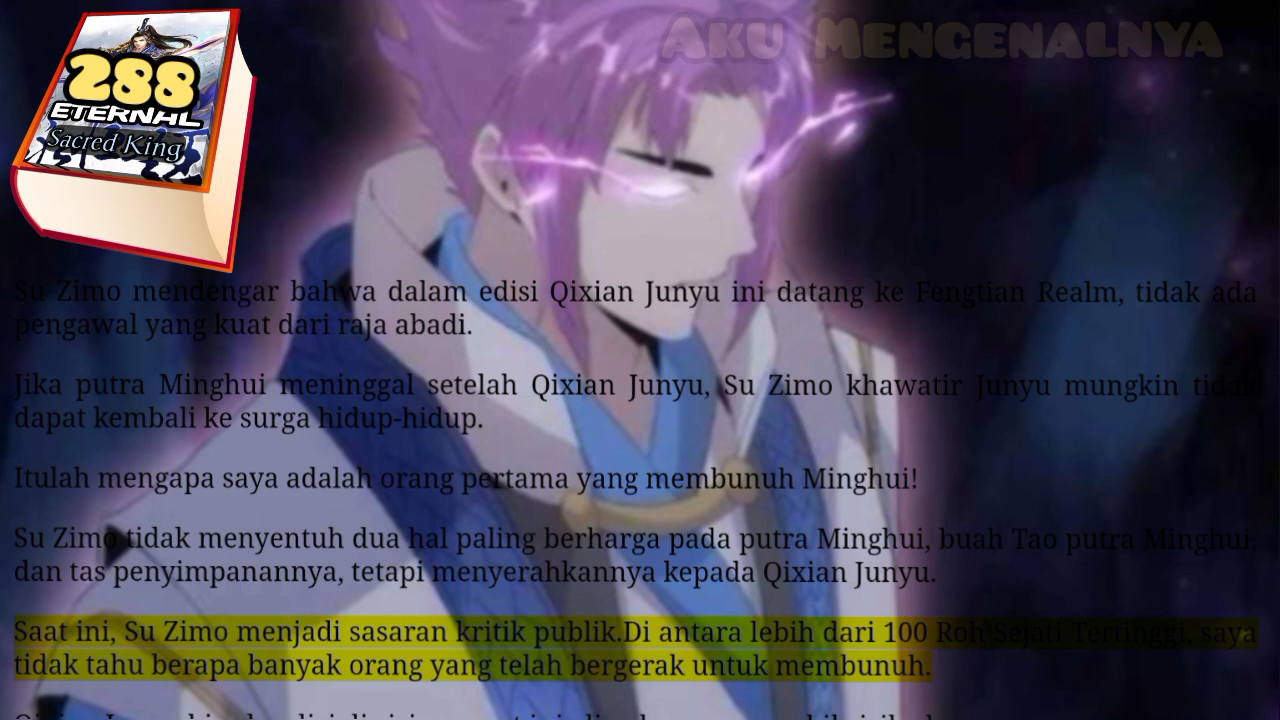 Aku Mengenalnya
288
ETERNAL
Sacred King
Su Zimo mendengar bahwa dalam edisi Qixian Junyu ini datang ke Fengtian Realm, tidak ada
pengawal yang kuat dari raja abadi.
Jika putra Minghui meninggal setelah Qixian Junyu, Su Zimo khawatir Junyu mungkin tidak
dapat kembali ke surga hidup-hidup.
Itulah mengapa saya adalah orang pertama yang membunuh Minghui!
Su Zimo tidak menyentuh dua hal paling berharga pada putra Minghui, buah Tao putra Minghui,
dan tas penyimpanannya, tetapi menyerahkannya kepada Qixian Junyu.
Saat ini, Su Zimo menjadi sasaran kritik publik.Di antara lebih dari 100 Roh Sejati Tertinggi, saya
tidak tahu berapa banyak orang yang telah bergerak untuk membunuh.